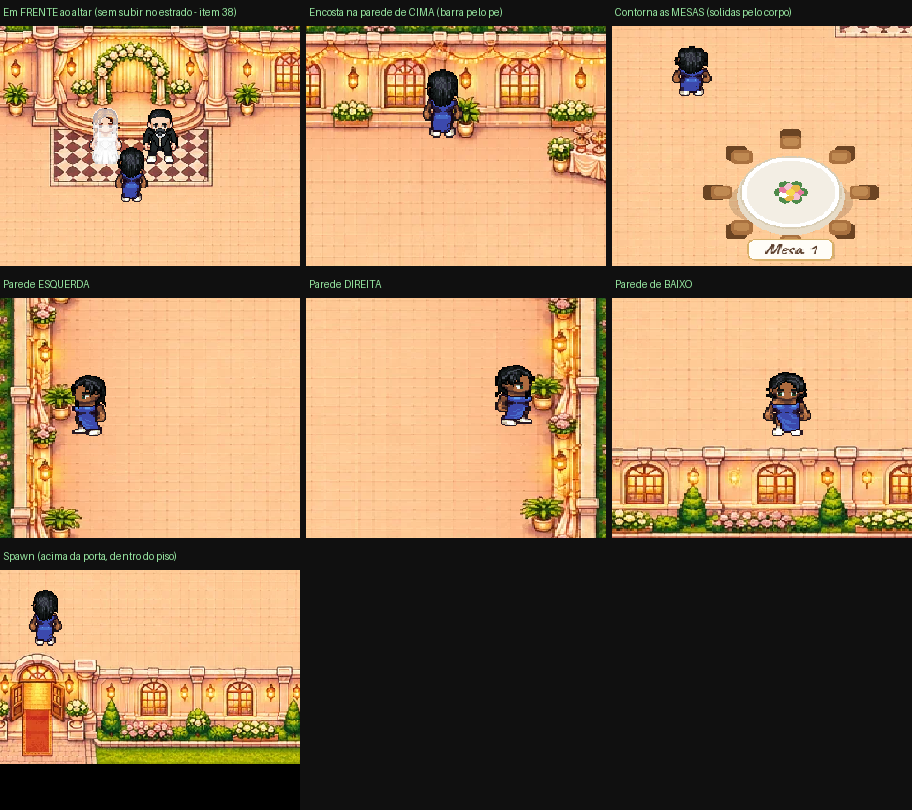 Em FRENTE ao altar (sem subir no estrado - item 38)
Encosta na parede de CIMA (barra pelo pe)
Contorna as MESAS (solidas pelo corpo)
Mesa 1
Parede ESQUERDA
Parede DIREITA
Parede de BAIXO
Spawn (acima da porta, dentro do piso)